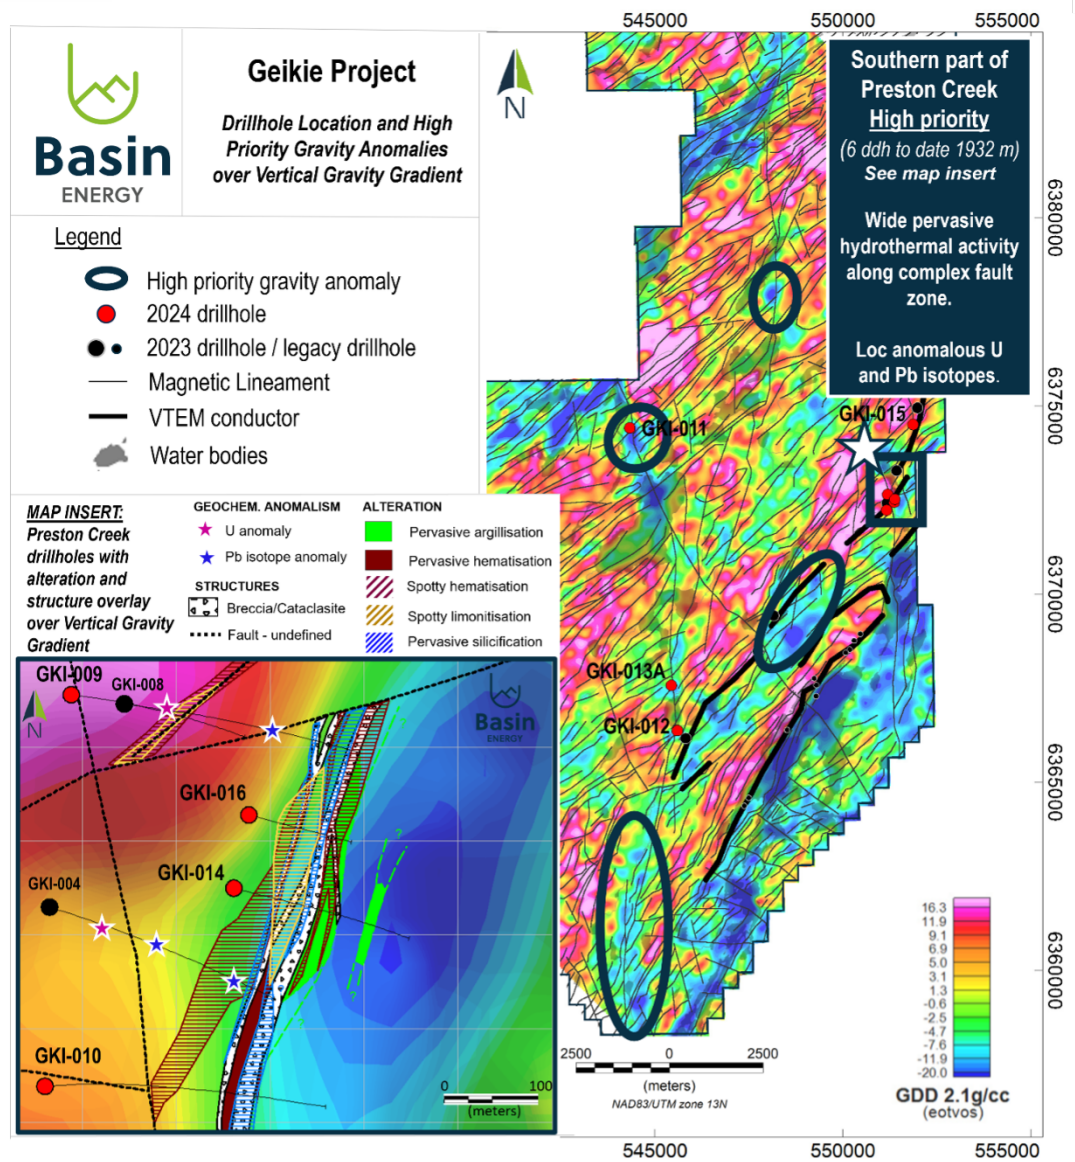 Basin
ENERGY
Geikie Project
Drillhole Location and High
Priority Gravity Anomalies
over Vertical Gravity Gradient
Legend
High priority gravity anomaly
2024 drillhole
2023 drillhole / legacy drillhole
Magnetic Lineament
VTEM conductor
Water bodies
545000
550000
555000
N
Southern part of
Preston Creek
High priority
(6 ddh to date 1932 m)
See map insert
Wide pervasive
hydrothermal activity
along complex fault
zone.
Loc anomalous U
and Pb isotopes.
6380000
6375000
6370000
6365000
6360000
GKI-015
GKI-011
GKI-013A
GKI-012
MAP INSERT:
Preston Creek
drillholes with
alteration and
structure overlay
over Vertical Gravity
Gradient
GEOCHEM. ANOMALISM
U anomaly
Pb isotope anomaly
STRUCTURES
Breccia/Cataclasite
Fault - undefined
ALTERATION
Pervasive argillisation
Pervasive hematisation
Spotty hematisation
Spotty limonitisation
Pervasive silicification
GKI-009
GKI-008
N
Basin
ENERGY
GKI-016
GKI-014
GKI-004
GKI-010
?
?
?
?
0 100
(meters)
2500 0 2500
(meters)
NAD83/UTM zone 13N
16.3
11.9
9.1
6.9
5.0
3.1
1.3
-0.6
-2.5
-4.7
-7.6
-11.9
-20.0
GDD 2.1g/cc
(eotvos)
545000
550000
555000